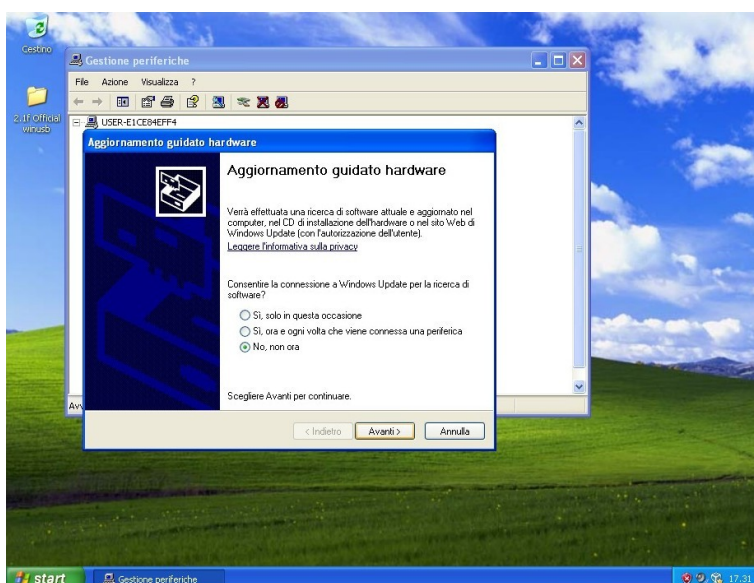 Gestino
Gestione periferiche
File Azione Visualizza ?
2.1f Official
winusb
USER-E1CE84EFF4
Aggiornamento guidato hardware
Aggiornamento guidato hardware
Verrà effettuata una ricerca di software attuale e aggiornato nel
computer, nel CD di installazione dell'hardware o nel sito Web di
Windows Update (con l'autorizzazione dell'utente).
Leggere l'informativa sulla privacy
Consentire la connessione a Windows Update per la ricerca di
software?
Sì, solo in questa occasione
Sì, ora e ogni volta che viene connessa una periferica
No, non ora
Scegliere Avanti per continuare.
< Indietro Avanti > Annulla
start
Gestione periferiche
17.31